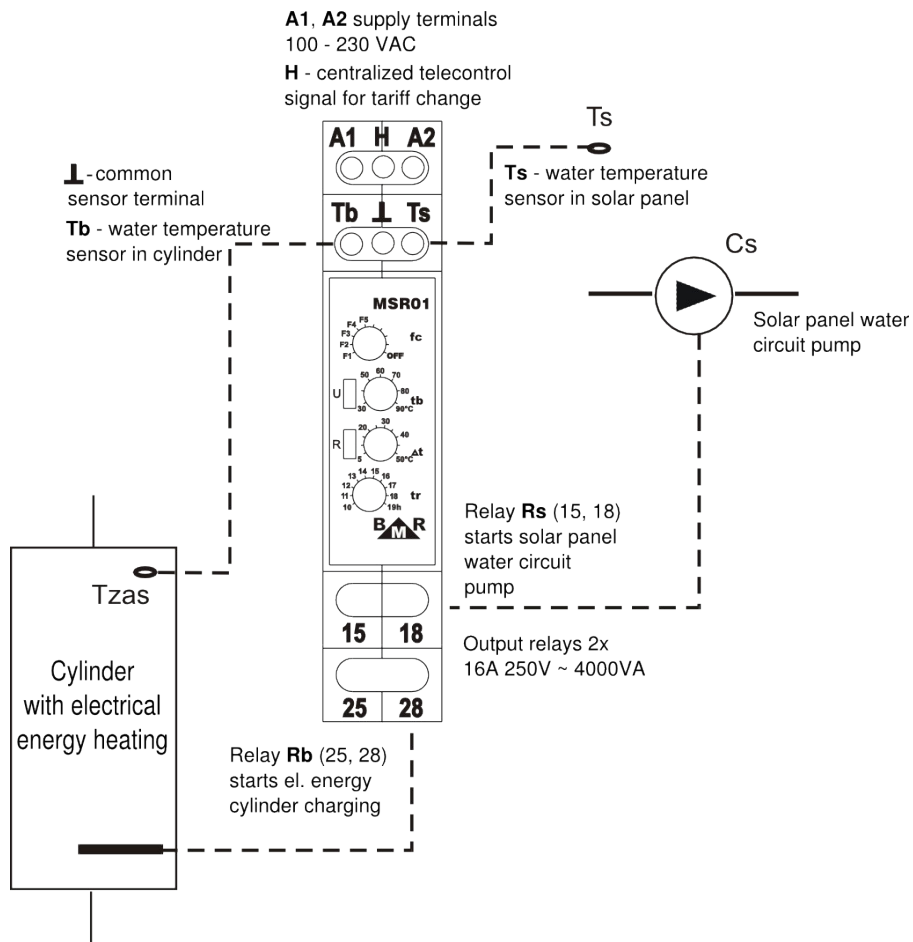 A1, A2 supply terminals
100 - 230 VAC
H - centralized telecontrol
signal for tariff change
A1 H A2
Ts
Ts - water temperature
sensor in solar panel
⊥ - common
sensor terminal
Tb - water temperature
sensor in cylinder
Tb ⊥ Ts
Cs
Solar panel water
circuit pump
MSR01
F1 F2 F3 F4 F5 OFF
fc
U
30 50 60 70 80 90°C
tb
R
5 20 30 40 50°C
Δt
10 11 12 13 14 15 16 17 18 19h
tr
B M R
Relay Rs (15, 18)
starts solar panel
water circuit
pump
15 18
Output relays 2x
16A 250V ~ 4000VA
25 28
Tzas
Cylinder
with electrical
energy heating
Relay Rb (25, 28)
starts el. energy
cylinder charging